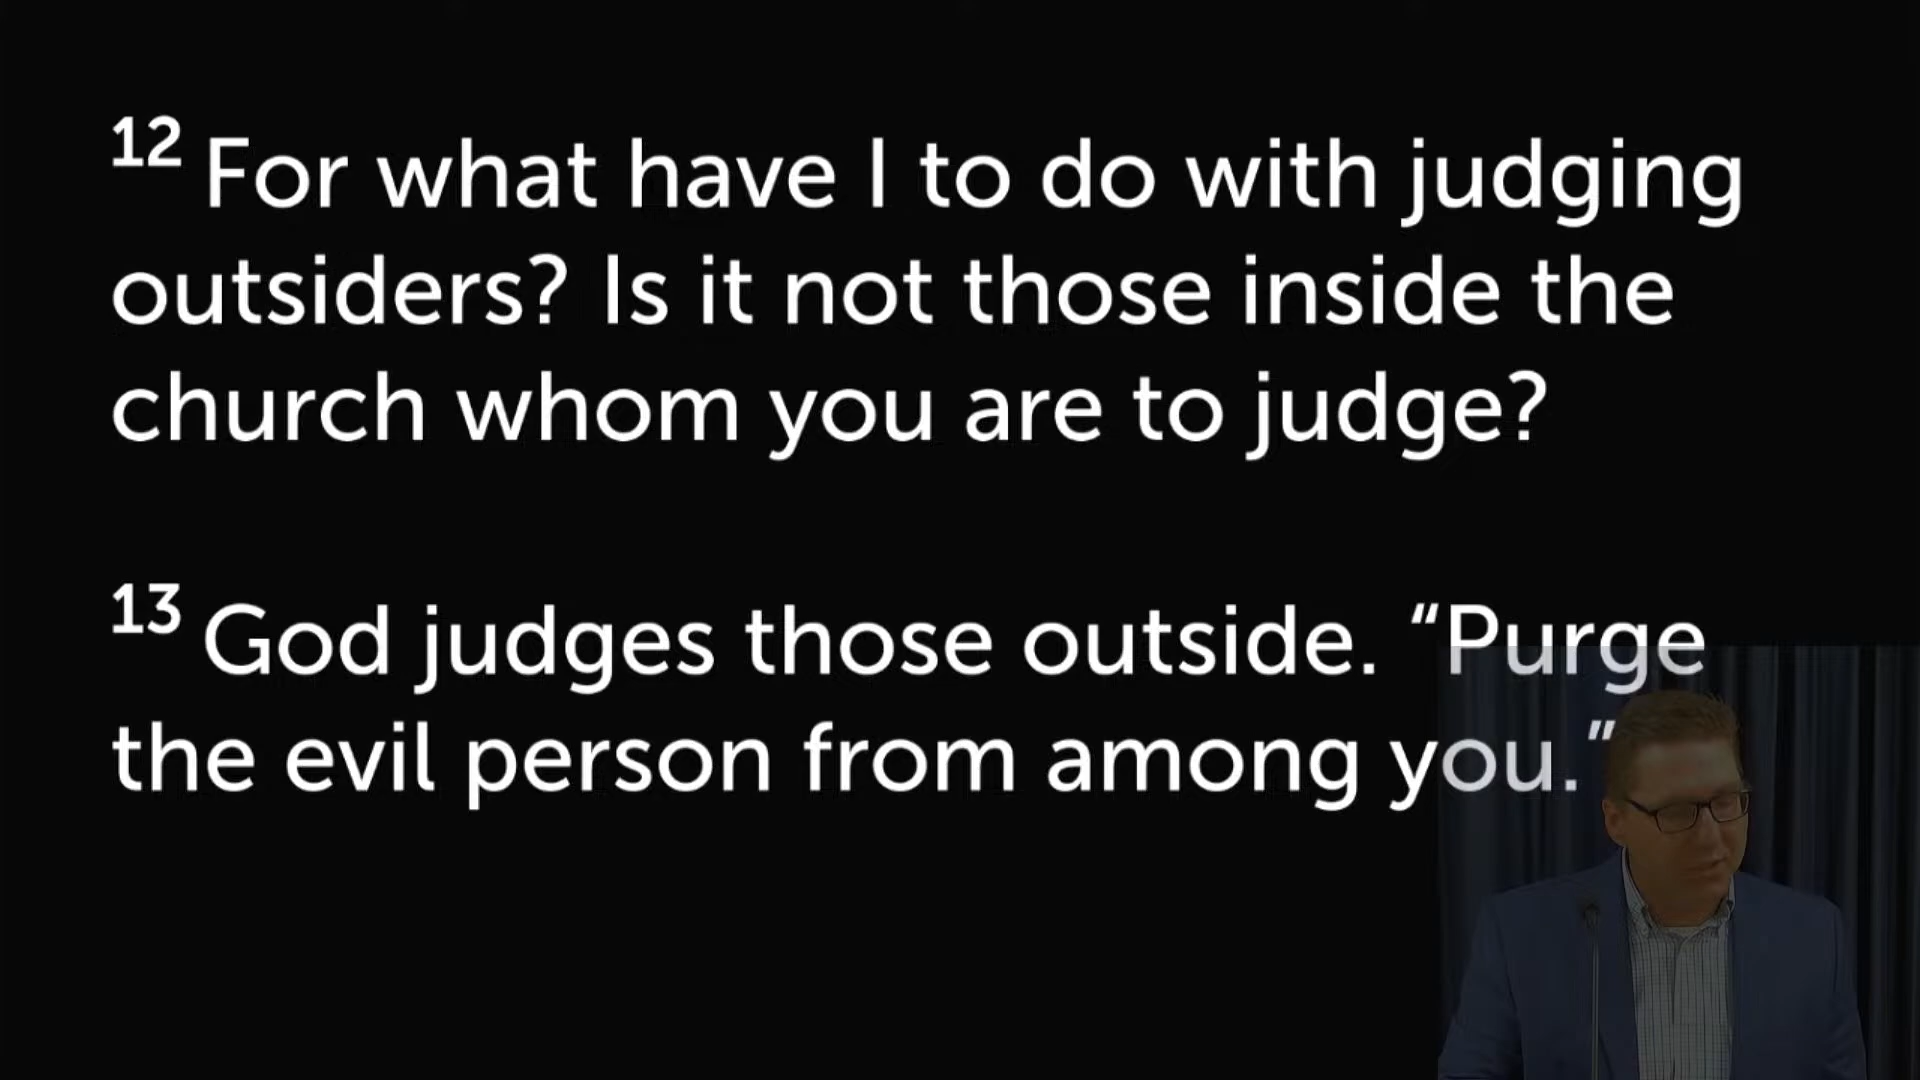 12 For what have I to do with judging
outsiders? Is it not those inside the
church whom you are to judge?
13 God judges those outside. “Purge
the evil person from among you.”